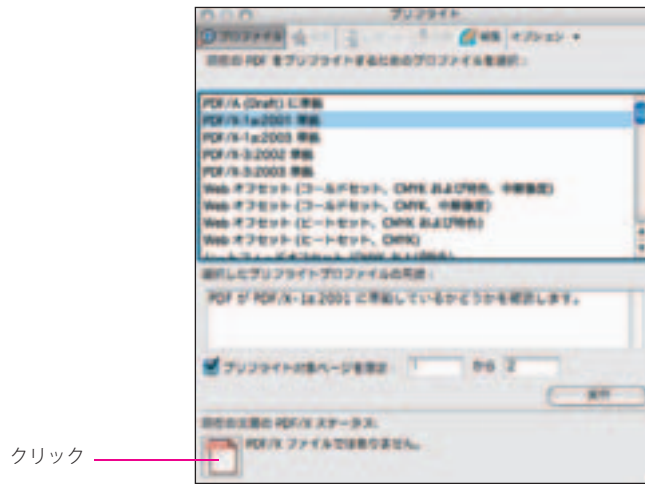 プリフライト
プロファイル 編集 オプション
現在の PDF をプリフライトするためのプロファイルを選択：
PDF/A (Draft) に準拠
PDF/X-1a:2001 準拠
PDF/X-1a:2003 準拠
PDF/X-3:2002 準拠
PDF/X-3:2003 準拠
Web オフセット (コールドセット、CMYK および特色、中解像度)
Web オフセット (コールドセット、CMYK、中解像度)
Web オフセット (ヒートセット、CMYK および特色)
Web オフセット (ヒートセット、CMYK)
選択したプリフライトプロファイルの用途：
PDF が PDF/X-1a:2001 に準拠しているかどうかを確認します。
プリフライトの各ページを指定： 1 から 2
実行
現在の文書の PDF/X ステータス：
PDF/X ファイルではありません。
クリック